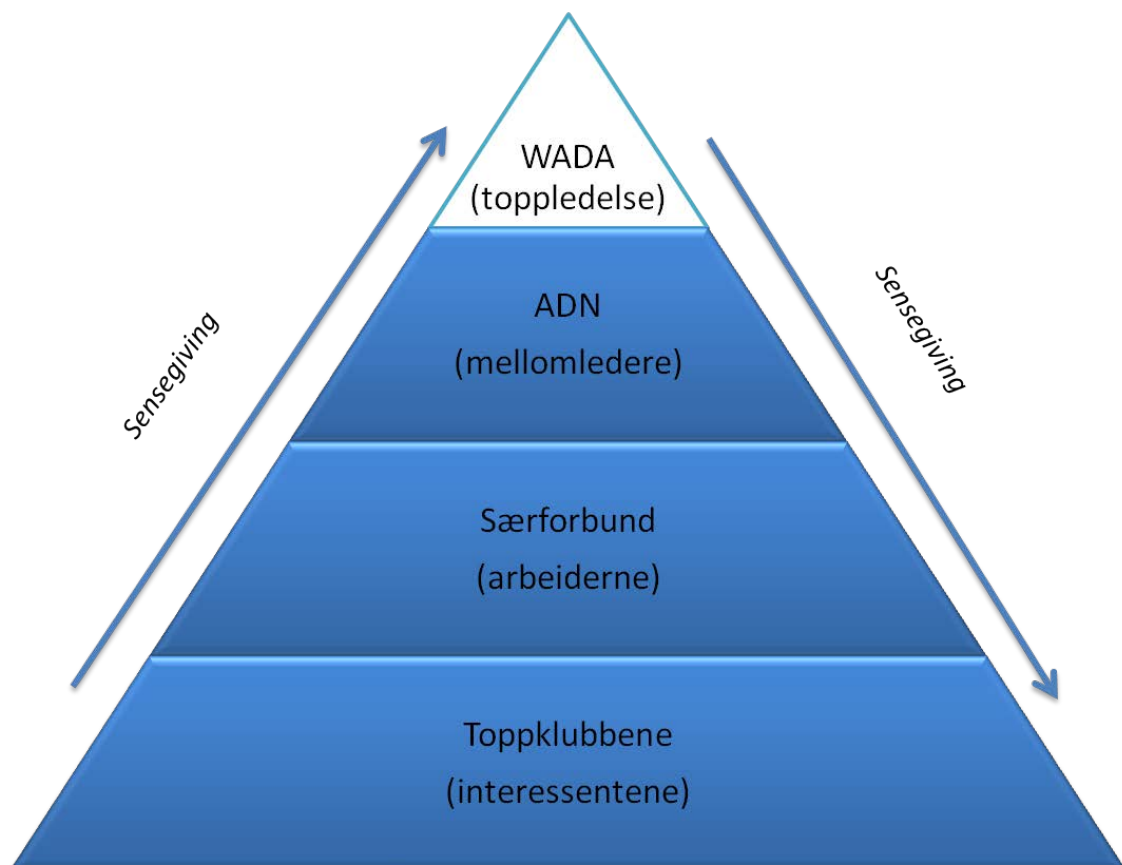 WADA
(toppledelse)
Sensegiving
Sensegiving
ADN
(mellomledere)
Særforbund
(arbeiderne)
Toppklubbene
(interessentene)